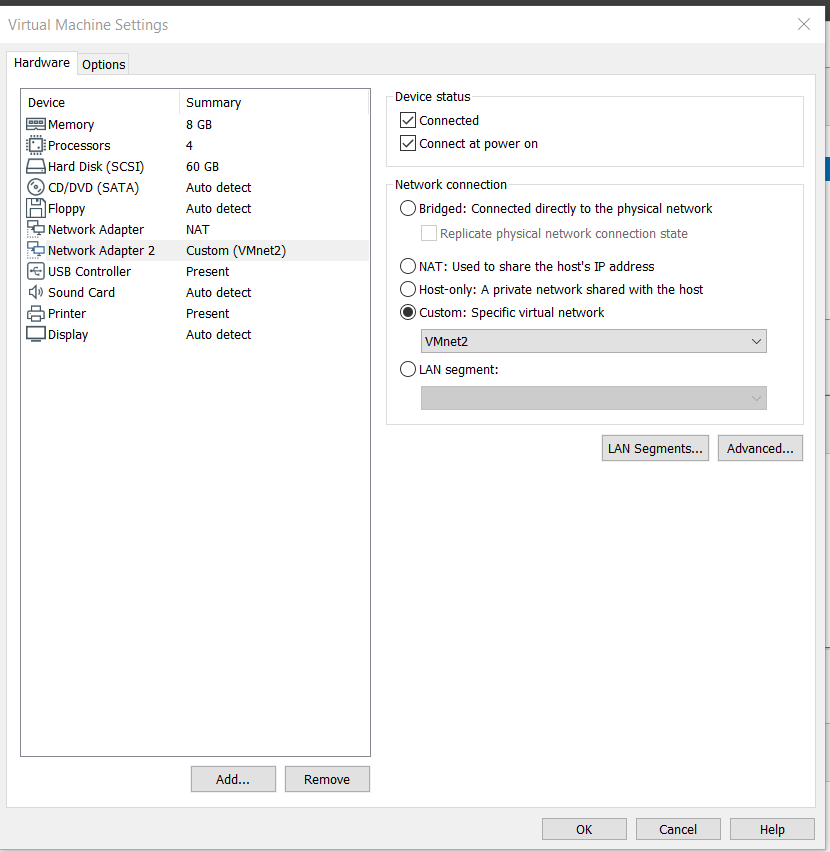 Virtual Machine Settings
Hardware
Options
Device Summary
Memory 8 GB
Processors 4
Hard Disk (SCSI) 60 GB
CD/DVD (SATA) Auto detect
Floppy Auto detect
Network Adapter NAT
Network Adapter 2 Custom (VMnet2)
USB Controller Present
Sound Card Auto detect
Printer Present
Display Auto detect
Add...
Remove
Device status
Connected
Connect at power on
Network connection
Bridged: Connected directly to the physical network
Replicate physical network connection state
NAT: Used to share the host's IP address
Host-only: A private network shared with the host
Custom: Specific virtual network
VMnet2
LAN segment:
LAN Segments...
Advanced...
OK
Cancel
Help